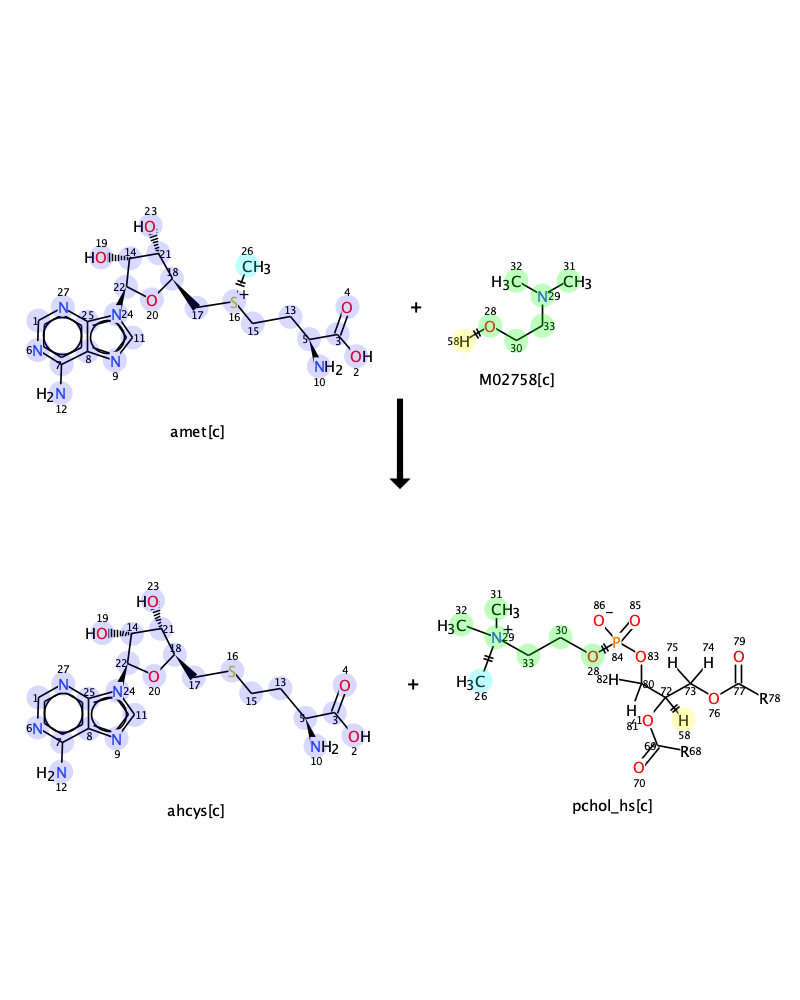 23
HO
19
HO
14
21
26
CH3
18
22
O
20
17
S
+
16
15
13
5
4
O
3
OH
2
NH2
10
27
N
1
25
N
24
6
N
7
8
11
N
9
H2N
12
amet[c]
+
32
H3C
31
CH3
N
29
28
O
33
58
H
30
M02758[c]
23
HO
19
HO
14
21
18
22
O
20
17
16
S
15
13
5
4
O
3
OH
2
NH2
10
27
N
1
25
N
24
6
N
7
8
11
N
9
H2N
12
ahcys[c]
+
31
CH3
32
H3C
+
N
29
30
33
H3C
26
O
28
86
O
−
85
O
P
84
O
83
82
H
80
H
81
72
75
H
74
H
73
79
O
77
R78
O
76
H
58
O
69
R68
O
70
pchol_hs[c]